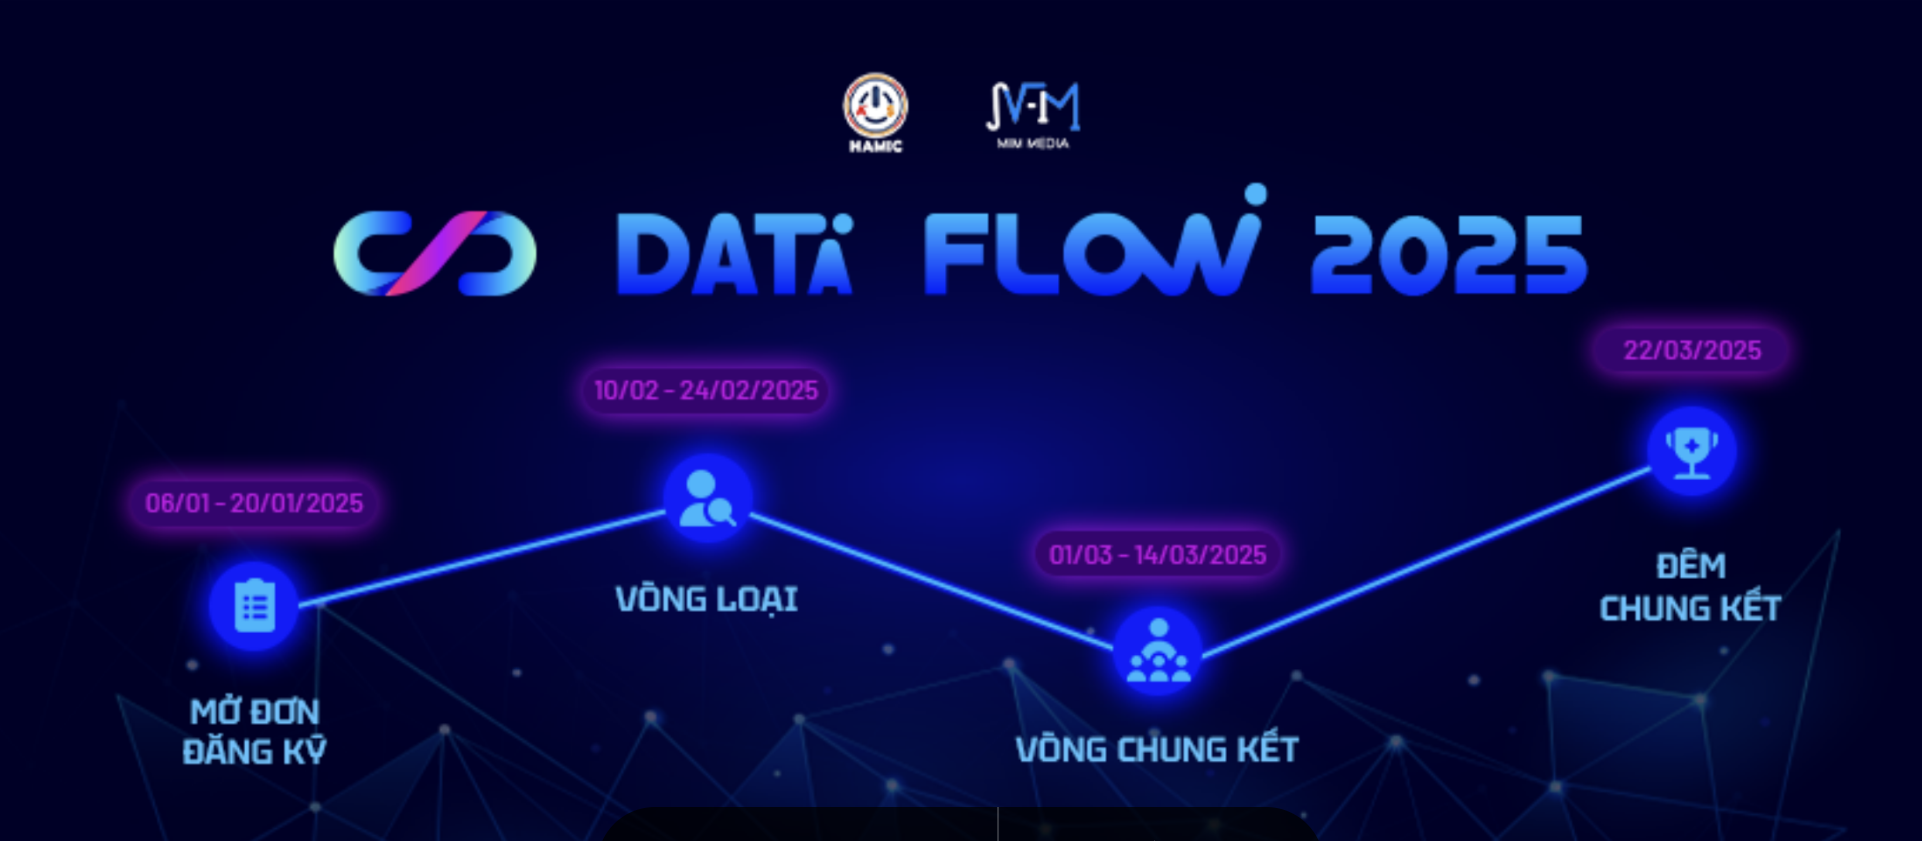 HAMIC
MIM MEDIA
DATA FLOW 2025
06/01 - 20/01/2025
MỞ ĐƠN
ĐĂNG KÝ
10/02 - 24/02/2025
VÒNG LOẠI
01/03 - 14/03/2025
VÒNG CHUNG KẾT
22/03/2025
ĐÊM
CHUNG KẾT